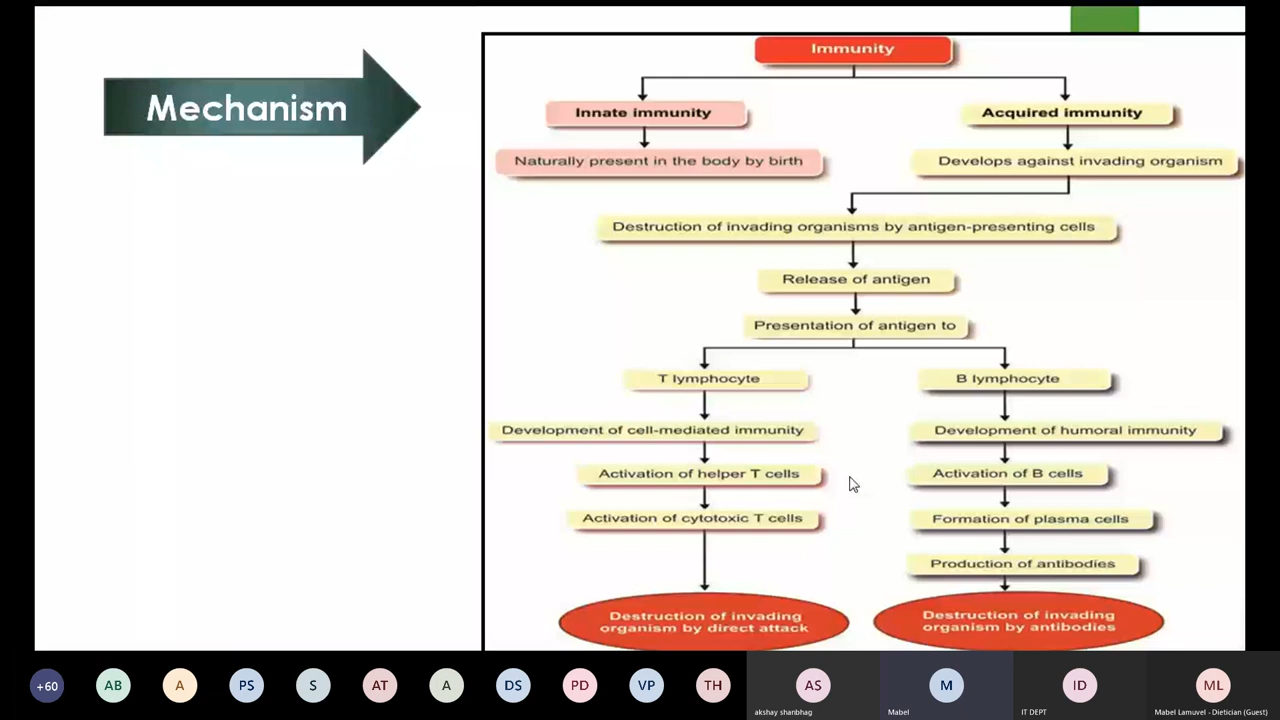 Mechanism
Immunity
Innate immunity
Acquired immunity
Naturally present in the body by birth
Develops against invading organism
Destruction of invading organisms by antigen-presenting cells
Release of antigen
Presentation of antigen to
T lymphocyte
B lymphocyte
Development of cell-mediated immunity
Development of humoral immunity
Activation of helper T cells
Activation of B cells
Activation of cytotoxic T cells
Formation of plasma cells
Production of antibodies
Destruction of invading
organism by direct attack
Destruction of invading
organism by antibodies
+60
AB
A
PS
S
AT
A
DS
PD
VP
TH
AS
M
ID
ML
akshay shanbhag
Mabel
IT DEPT
Mabel Lamuvel - Dietician (Guest)